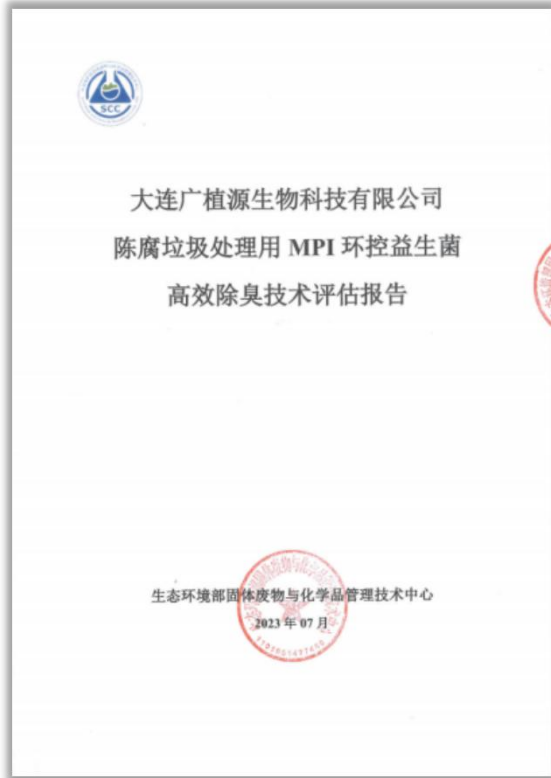 SCC
大连广植源生物科技有限公司
陈腐垃圾处理用 MPI 环控益生菌
高效除臭技术评估报告
生态环境部固体废物与化学品管理技术中心
2023 年 07 月